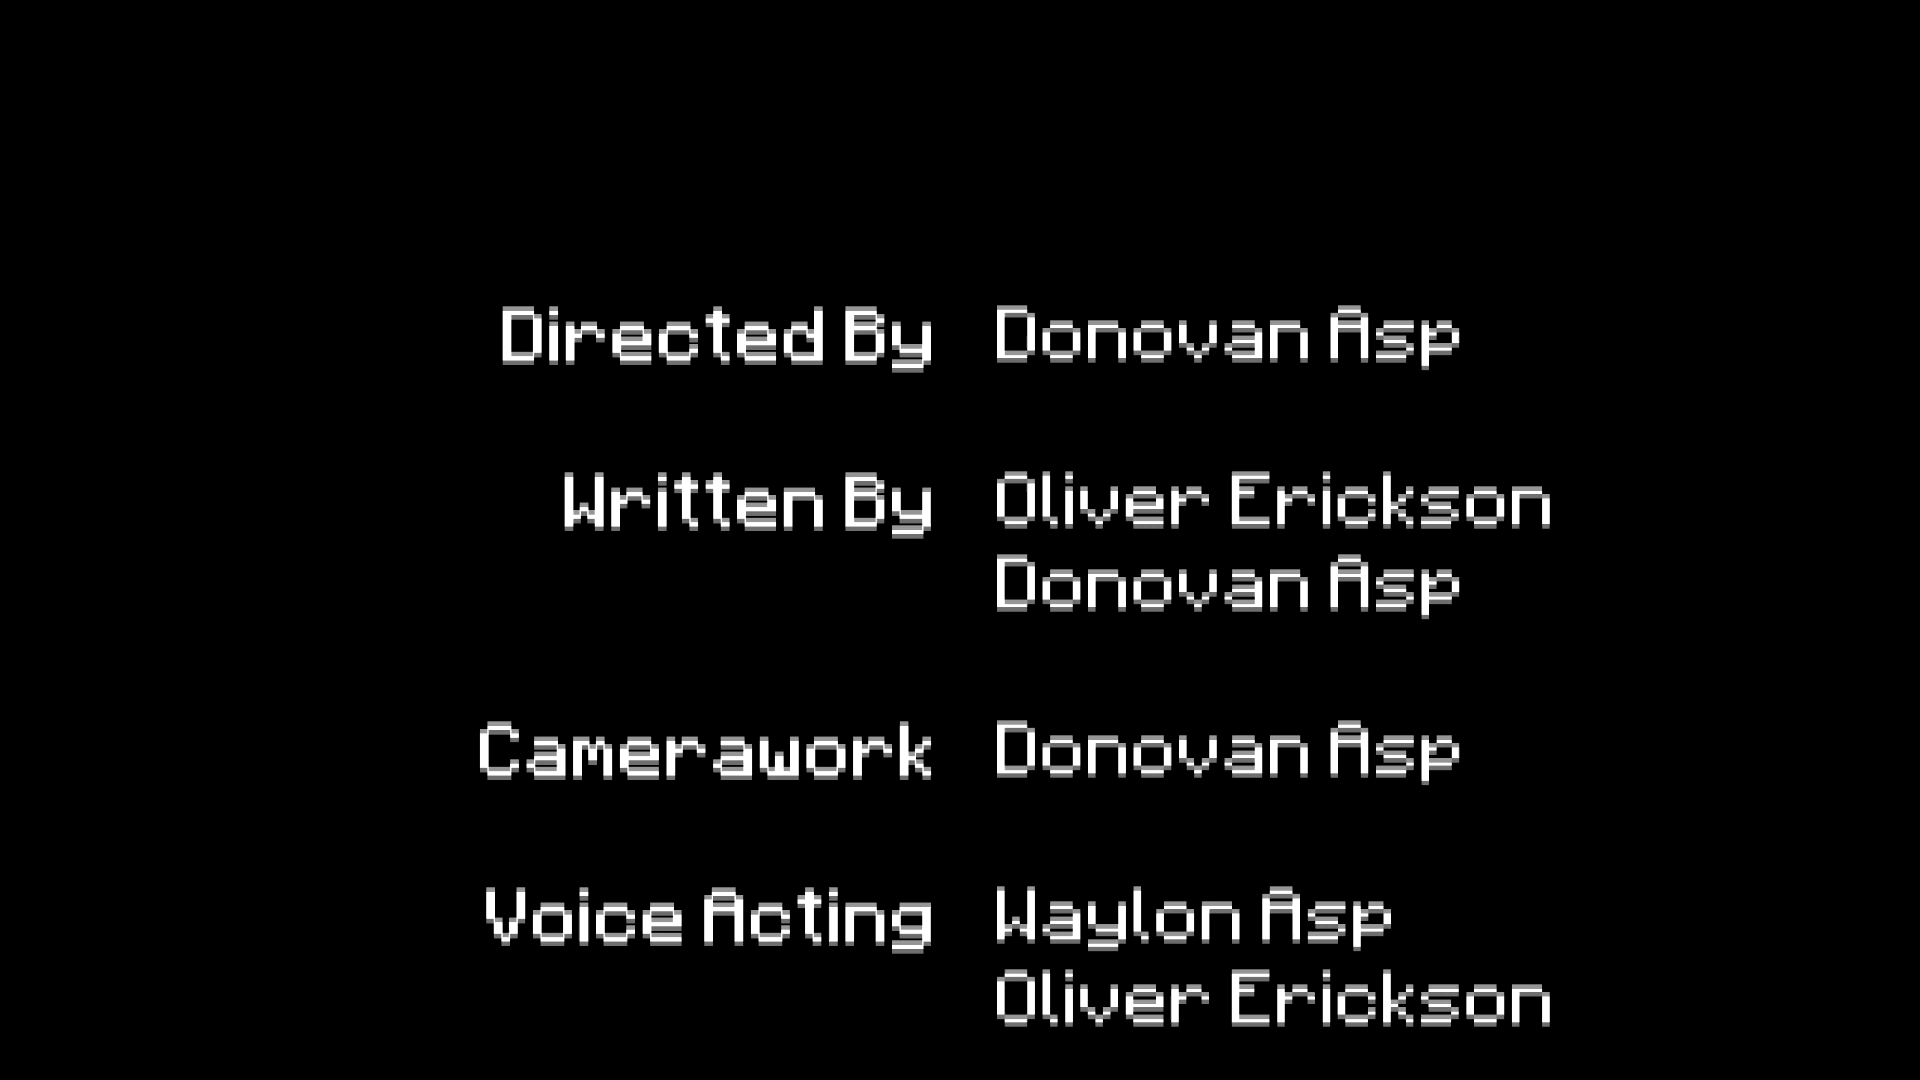 Directed By Donovan Asp
Written By Oliver Erickson
Donovan Asp
Camerawork Donovan Asp
Voice Acting Waylon Asp
Oliver Erickson